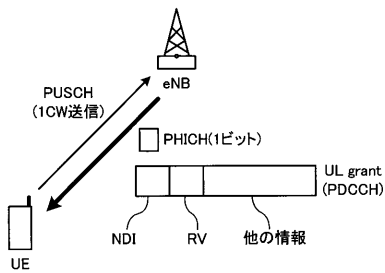 eNB
PUSCH
(1CW送信)
PHICH(1ビット)
UL grant
(PDCCH)
NDI
RV
他の情報
UE